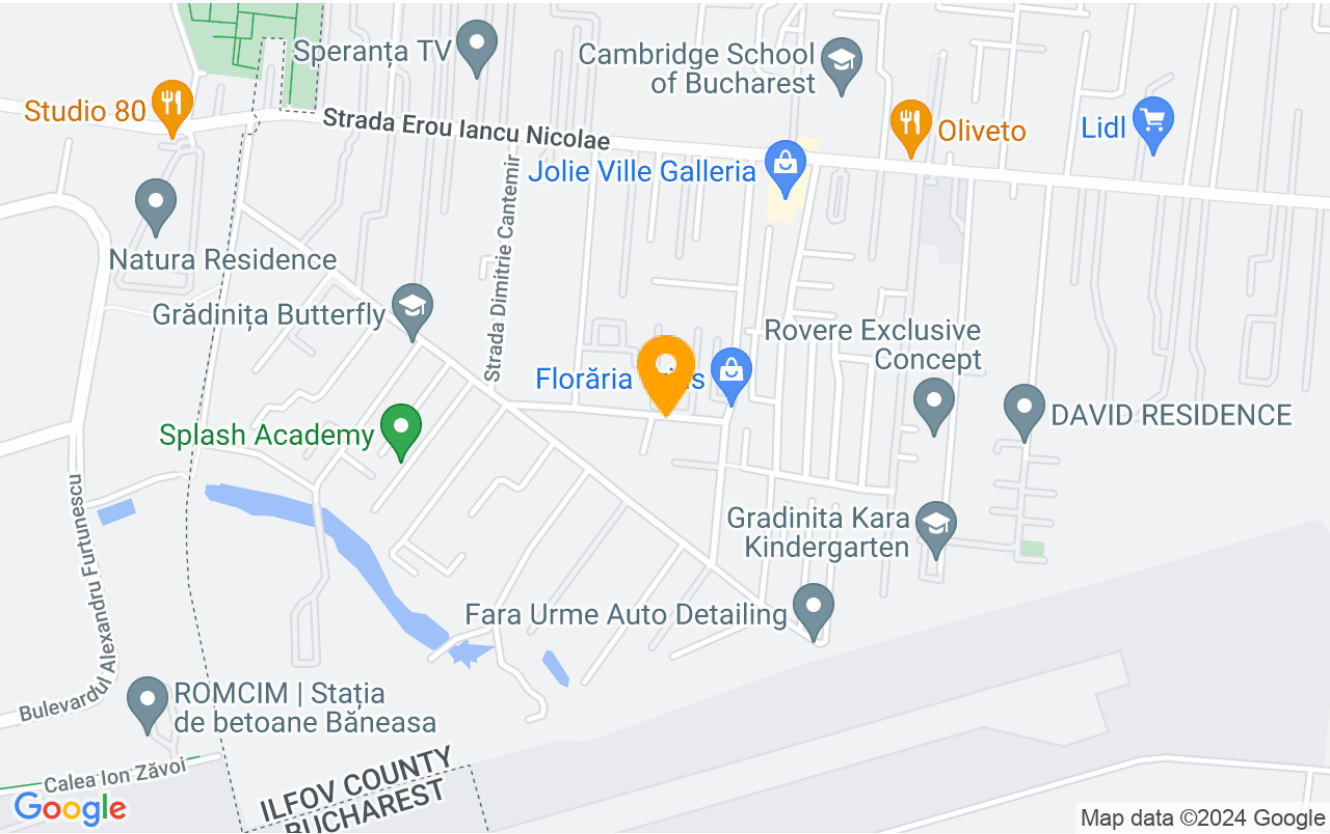 Speranța TV
Cambridge School
of Bucharest
Studio 80
Strada Erou Iancu Nicolae
Oliveto
Lidl
Jolie Ville Galleria
Strada Dimitrie Cantemir
Natura Residence
Grădinița Butterfly
Rovere Exclusive
Concept
Florăria
DAVID RESIDENCE
Splash Academy
Bulevardul Alexandru Furtunescu
Gradinita Kara
Kindergarten
Fara Urme Auto Detailing
ROMCIM | Stația
de betoane Băneasa
Calea Ion Zăvoi
ILFOV COUNTY
BUCHAREST
Google
Map data ©2024 Google